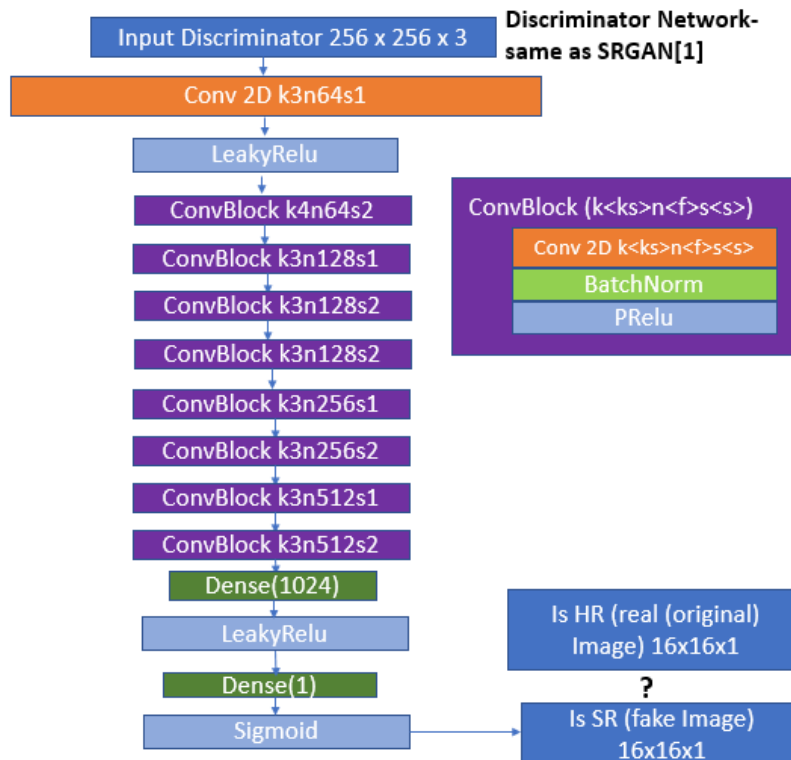 Input Discriminator 256 x 256 x 3
Discriminator Network-
same as SRGAN[1]
Conv 2D k3n64s1
LeakyRelu
ConvBlock k4n64s2
ConvBlock k3n128s1
ConvBlock k3n128s2
ConvBlock k3n128s2
ConvBlock k3n256s1
ConvBlock k3n256s2
ConvBlock k3n512s1
ConvBlock k3n512s2
Dense(1024)
LeakyRelu
Dense(1)
Sigmoid
ConvBlock (k<ks>n<f>s<s>)
Conv 2D k<ks>n<f>s<s>
BatchNorm
PRelu
Is HR (real (original)
Image) 16x16x1
?
Is SR (fake Image)
16x16x1